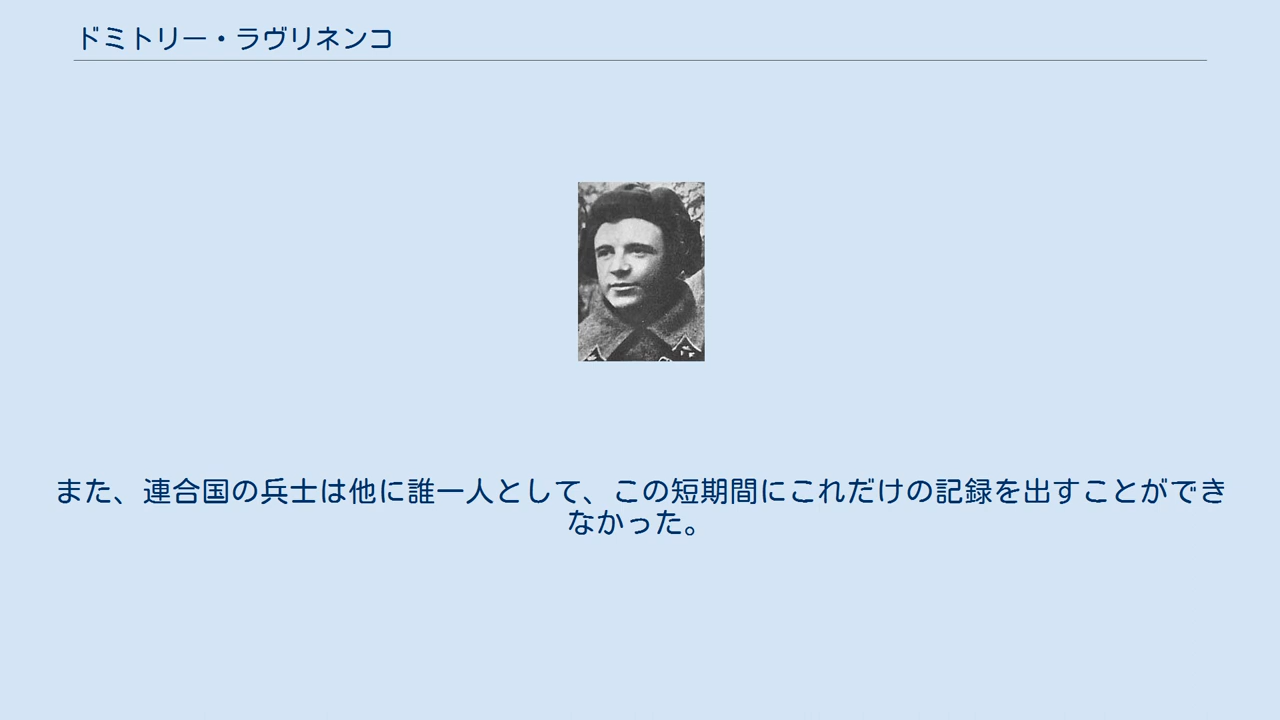 ドミトリー・ラヴリネンコ
また、連合国の兵士は他に誰一人として、この短期間にこれだけの記録を出すことができ
なかった。